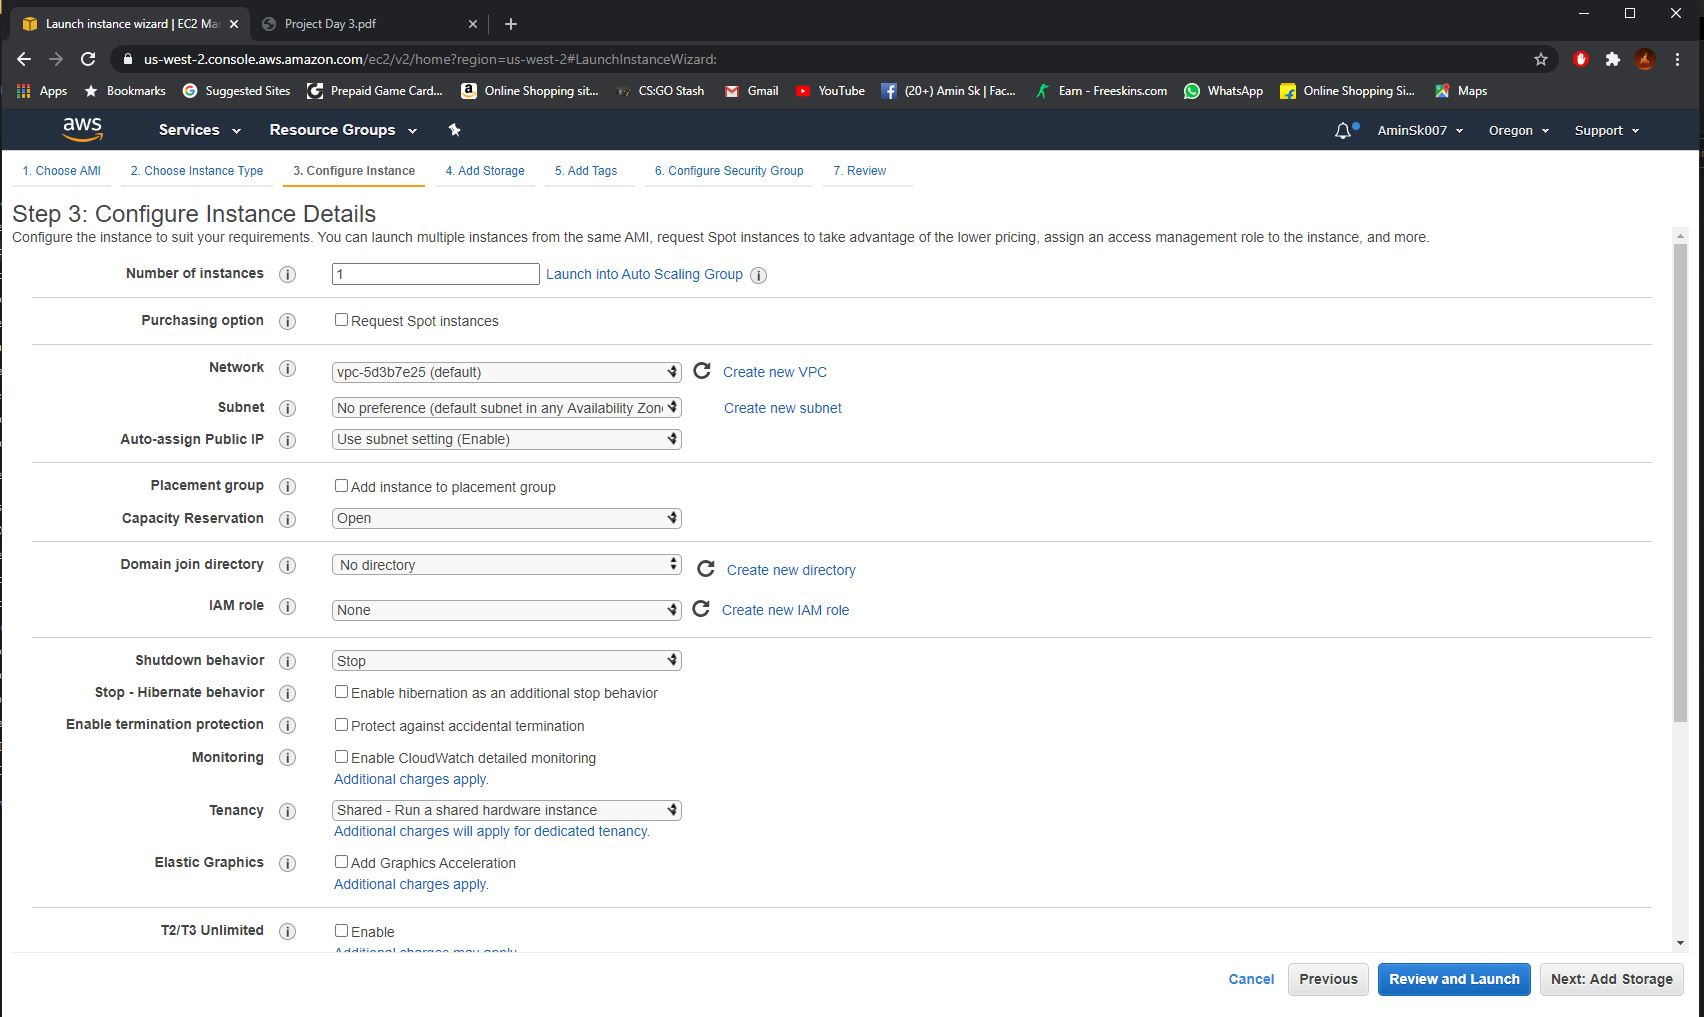 Launch instance wizard | EC2 Ma
Project Day 3.pdf
us-west-2.console.aws.amazon.com/ec2/v2/home?region=us-west-2#LaunchInstanceWizard:
Apps Bookmarks Suggested Sites Prepaid Game Card... Online Shopping sit... CS:GO Stash Gmail YouTube (20+) Amin Sk | Fac... Earn - Freeskins.com WhatsApp Online Shopping Si... Maps
aws Services Resource Groups AminSk007 Oregon Support
1. Choose AMI 2. Choose Instance Type 3. Configure Instance 4. Add Storage 5. Add Tags 6. Configure Security Group 7. Review
Step 3: Configure Instance Details
Configure the instance to suit your requirements. You can launch multiple instances from the same AMI, request Spot instances to take advantage of the lower pricing, assign an access management role to the instance, and more.
Number of instances i 1 Launch into Auto Scaling Group i
Purchasing option i Request Spot instances
Network i vpc-5d3b7e25 (default) Create new VPC
Subnet i No preference (default subnet in any Availability Zon Create new subnet
Auto-assign Public IP i Use subnet setting (Enable)
Placement group i Add instance to placement group
Capacity Reservation i Open
Domain join directory i No directory Create new directory
IAM role i None Create new IAM role
Shutdown behavior i Stop
Stop - Hibernate behavior i Enable hibernation as an additional stop behavior
Enable termination protection i Protect against accidental termination
Monitoring i Enable CloudWatch detailed monitoring
Additional charges apply.
Tenancy i Shared - Run a shared hardware instance
Additional charges will apply for dedicated tenancy.
Elastic Graphics i Add Graphics Acceleration
Additional charges apply.
T2/T3 Unlimited i Enable
Additional charges may apply
Cancel Previous Review and Launch Next: Add Storage